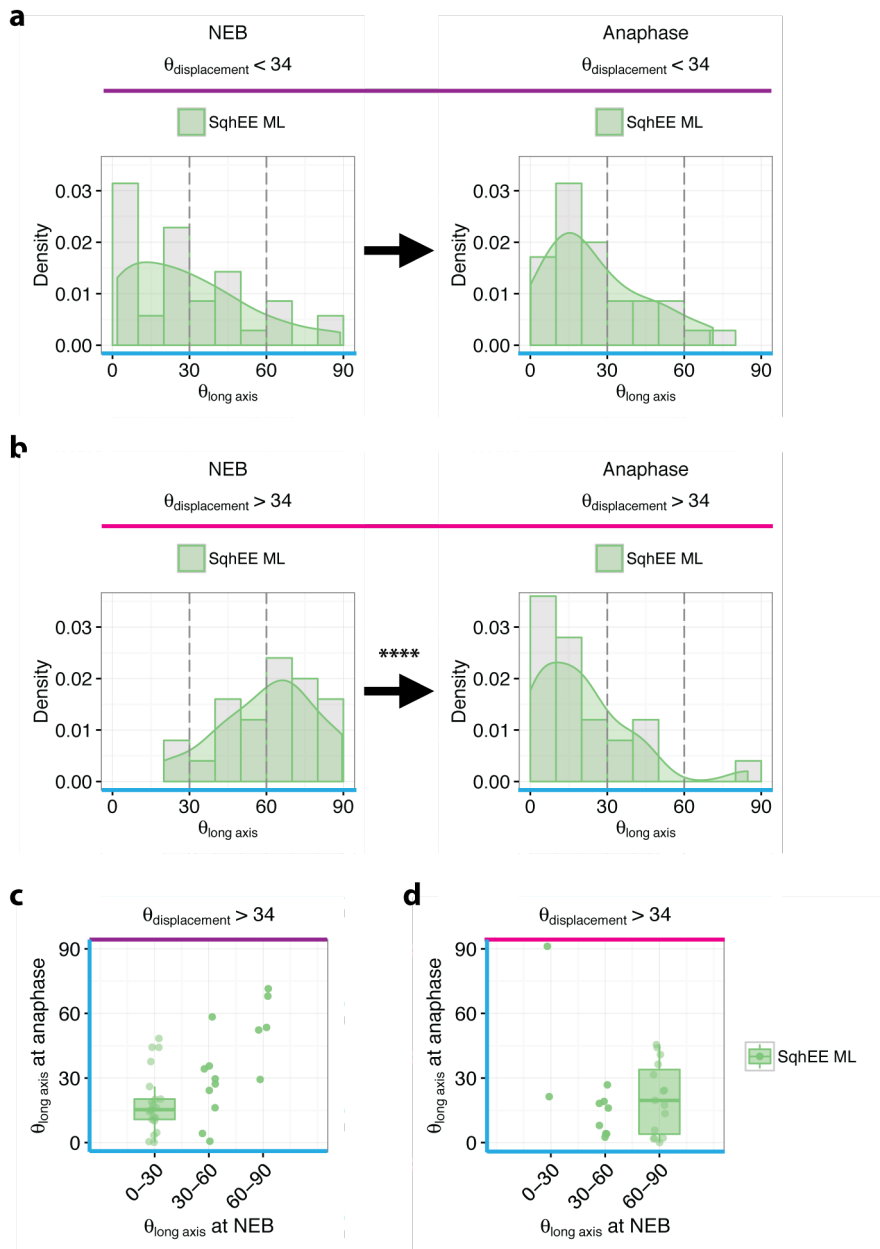 a
NEB
θdisplacement < 34
Anaphase
θdisplacement < 34
SqhEE ML
SqhEE ML
Density
0.03
0.02
0.01
0.00
0 30 60 90
θlong axis
Density
0.03
0.02
0.01
0.00
0 30 60 90
θlong axis
b
NEB
θdisplacement > 34
Anaphase
θdisplacement > 34
SqhEE ML
SqhEE ML
Density
0.03
0.02
0.01
0.00
0 30 60 90
θlong axis
****
Density
0.03
0.02
0.01
0.00
0 30 60 90
θlong axis
c
θdisplacement > 34
θlong axis at anaphase
90
60
30
0
0–30
30–60
60–90
θlong axis at NEB
d
θdisplacement > 34
θlong axis at anaphase
90
60
30
0
0–30
30–60
60–90
θlong axis at NEB
SqhEE ML